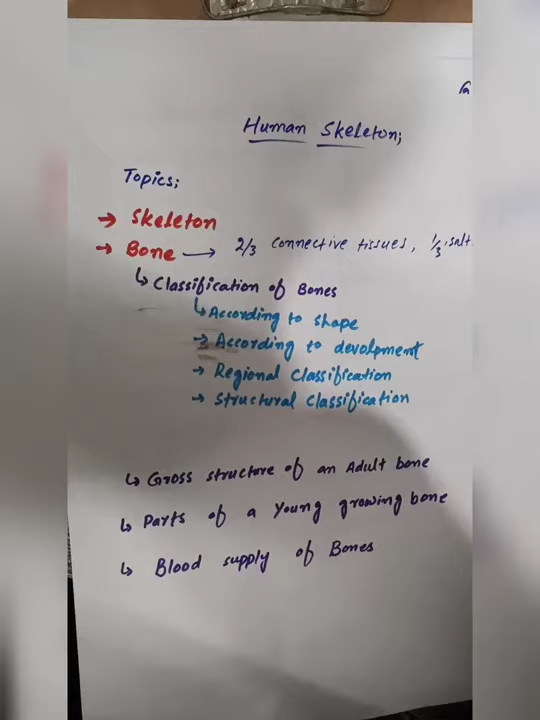 Human Skeleton;
Topics;
→ Skeleton
→ Bone → 2/3 connective tissues, 1/3 salt.
↳ Classification of Bones
↳ According to shape
→ According to devolpment
→ Regional Classification
→ Structural Classification
↳ Gross structure of an Adult bone
↳ Parts of a Young growing bone
↳ Blood supply of Bones